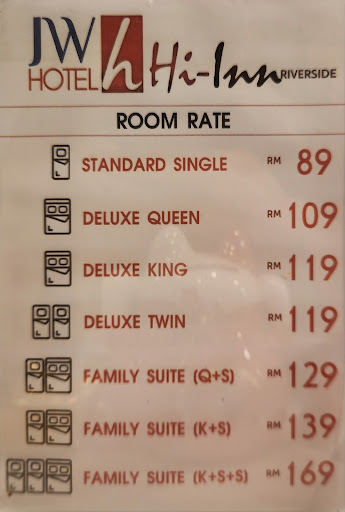 JW HOTEL h Hi-Inn RIVERSIDE
ROOM RATE
STANDARD SINGLE RM 89
DELUXE QUEEN RM 109
DELUXE KING RM 119
DELUXE TWIN RM 119
FAMILY SUITE (Q+S) RM 129
FAMILY SUITE (K+S) RM 139
FAMILY SUITE (K+S+S) RM 169